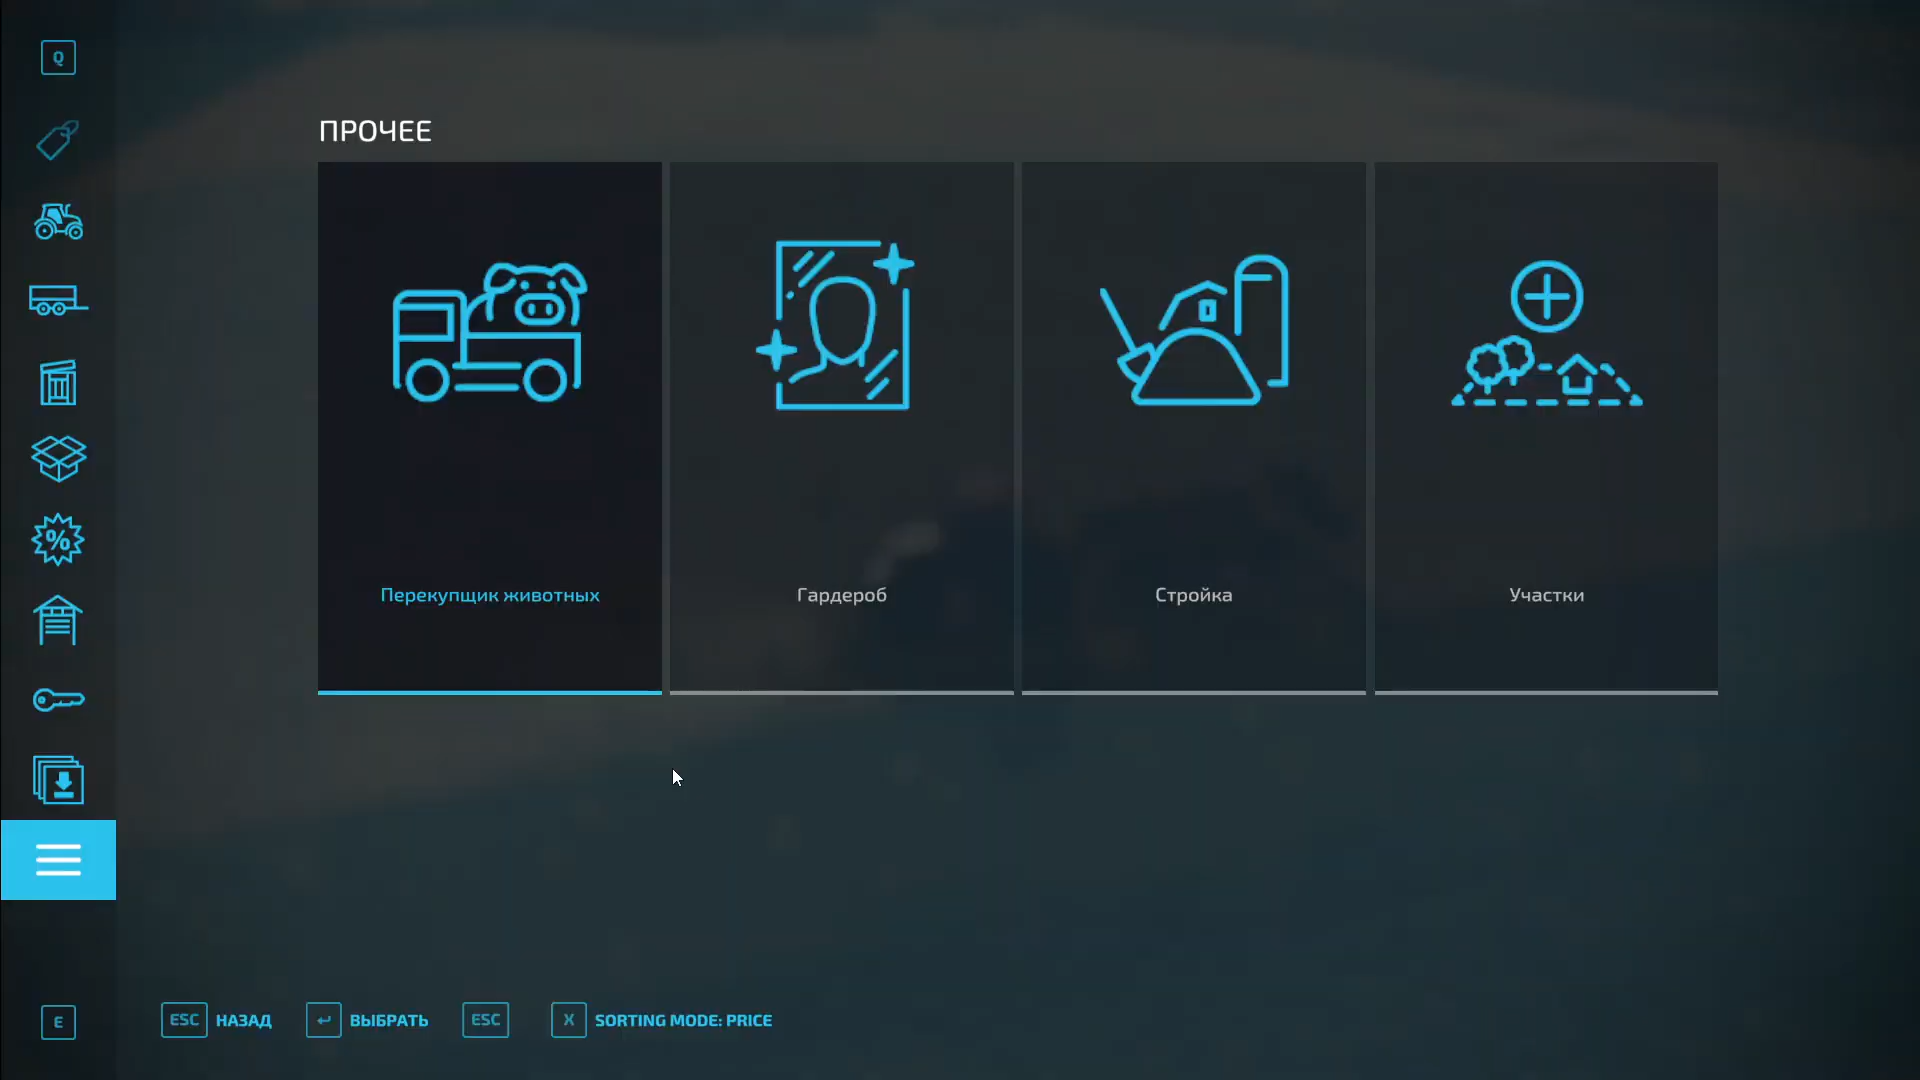 Q
ПРОЧЕЕ
Перекупщик животных
Гардероб
Стройка
Участки
%
E
ESC НАЗАД ↵ ВЫБРАТЬ ESC X SORTING MODE: PRICE